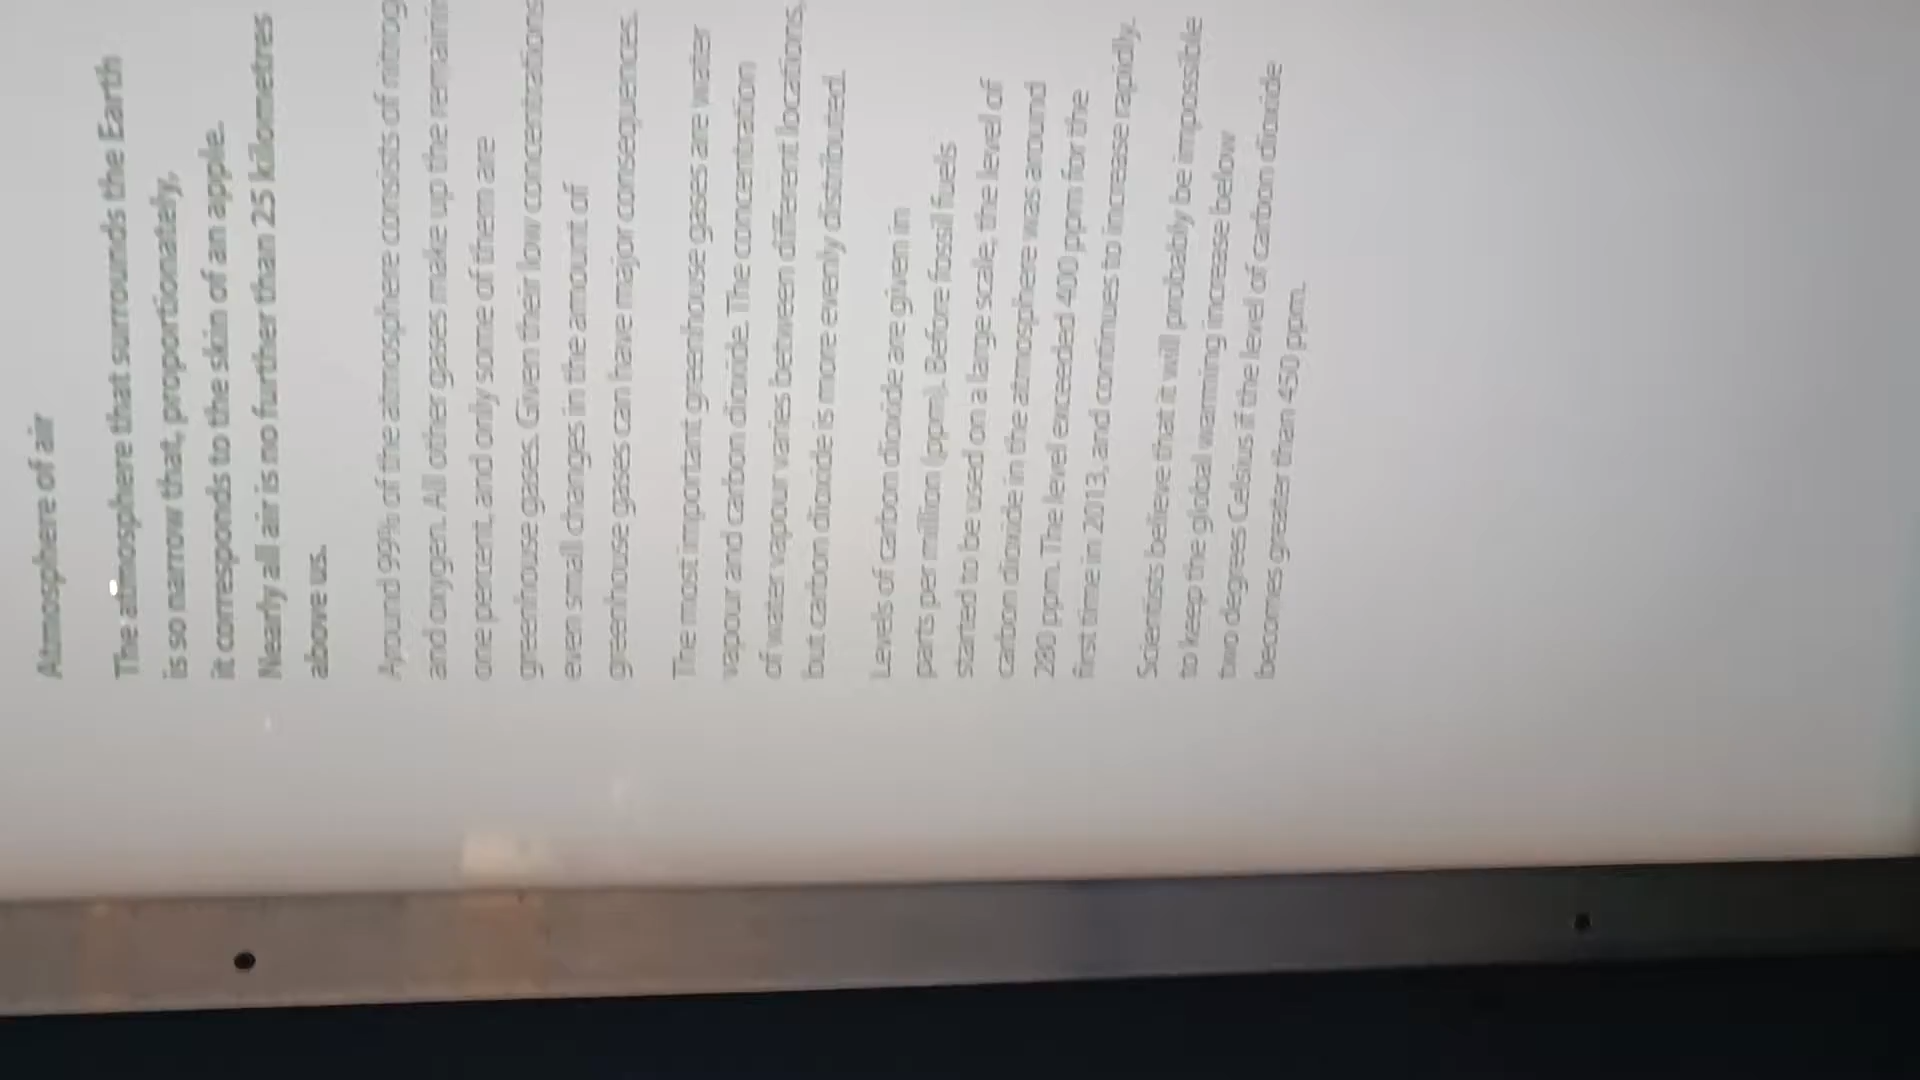 Atmosphere of air
The atmosphere that surrounds the Earth
is so narrow that, proportionately,
it corresponds to the skin of an apple.
Nearly all air is no further than 25 kilometres
above us.
Around 99% of the atmosphere consists of nitrog
and oxygen. All other gases make up the remainin
one percent, and only some of them are
greenhouse gases. Given their low concentrations
even small changes in the amount of
greenhouse gases can have major consequences.
The most important greenhouse gases are water
vapour and carbon dioxide. The concentration
of water vapour varies between different locations,
but carbon dioxide is more evenly distributed.
Levels of carbon dioxide are given in
parts per million (ppm). Before fossil fuels
started to be used on a large scale, the level of
carbon dioxide in the atmosphere was around
280 ppm. The level exceeded 400 ppm for the
first time in 2013, and continues to increase rapidly.
Scientists believe that it will probably be impossible
to keep the global warming increase below
two degrees Celsius if the level of carbon dioxide
becomes greater than 450 ppm.